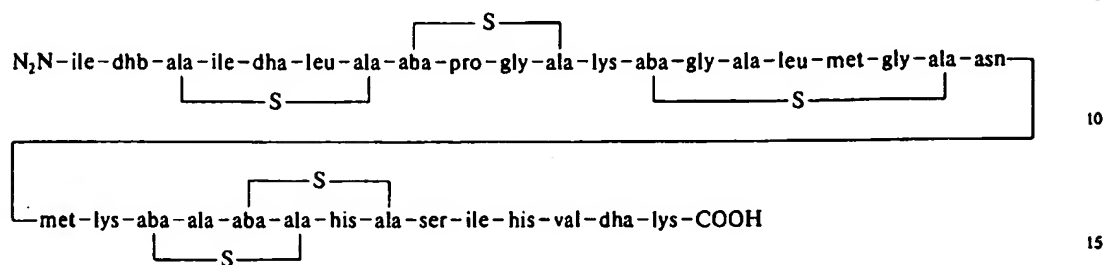 S
N₂N-ile-dhb-ala-ile-dha-leu-ala-aba-pro-gly-ala-lys-aba-gly-ala-leu-met-gly-ala-asn
S S
10
S
met-lys-aba-ala-aba-ala-his-ala-ser-ile-his-val-dha-lys-COOH
S
15